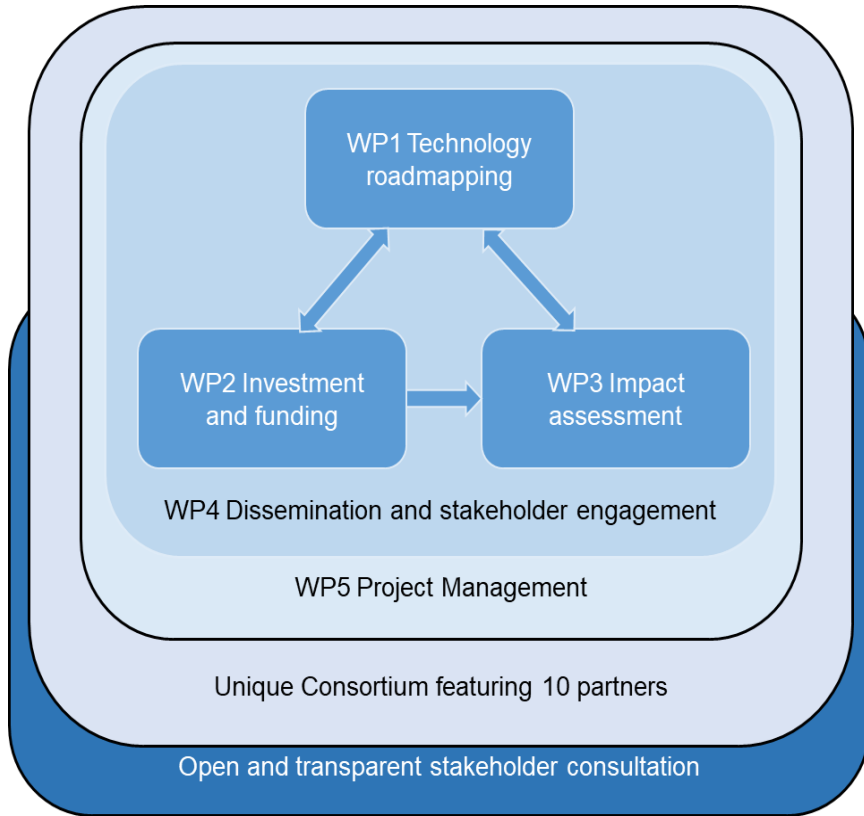 WP1 Technology
roadmapping
WP2 Investment
and funding
WP3 Impact
assessment
WP4 Dissemination and stakeholder engagement
WP5 Project Management
Unique Consortium featuring 10 partners
Open and transparent stakeholder consultation